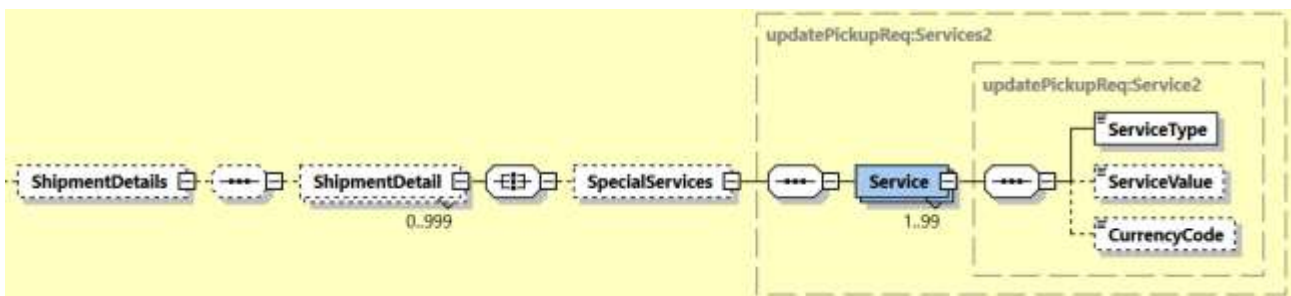 updatePickupReq:Services2
updatePickupReq:Service2
ServiceType
ShipmentDetails ShipmentDetail SpecialServices Service ServiceValue
0..999 1..99
CurrencyCode